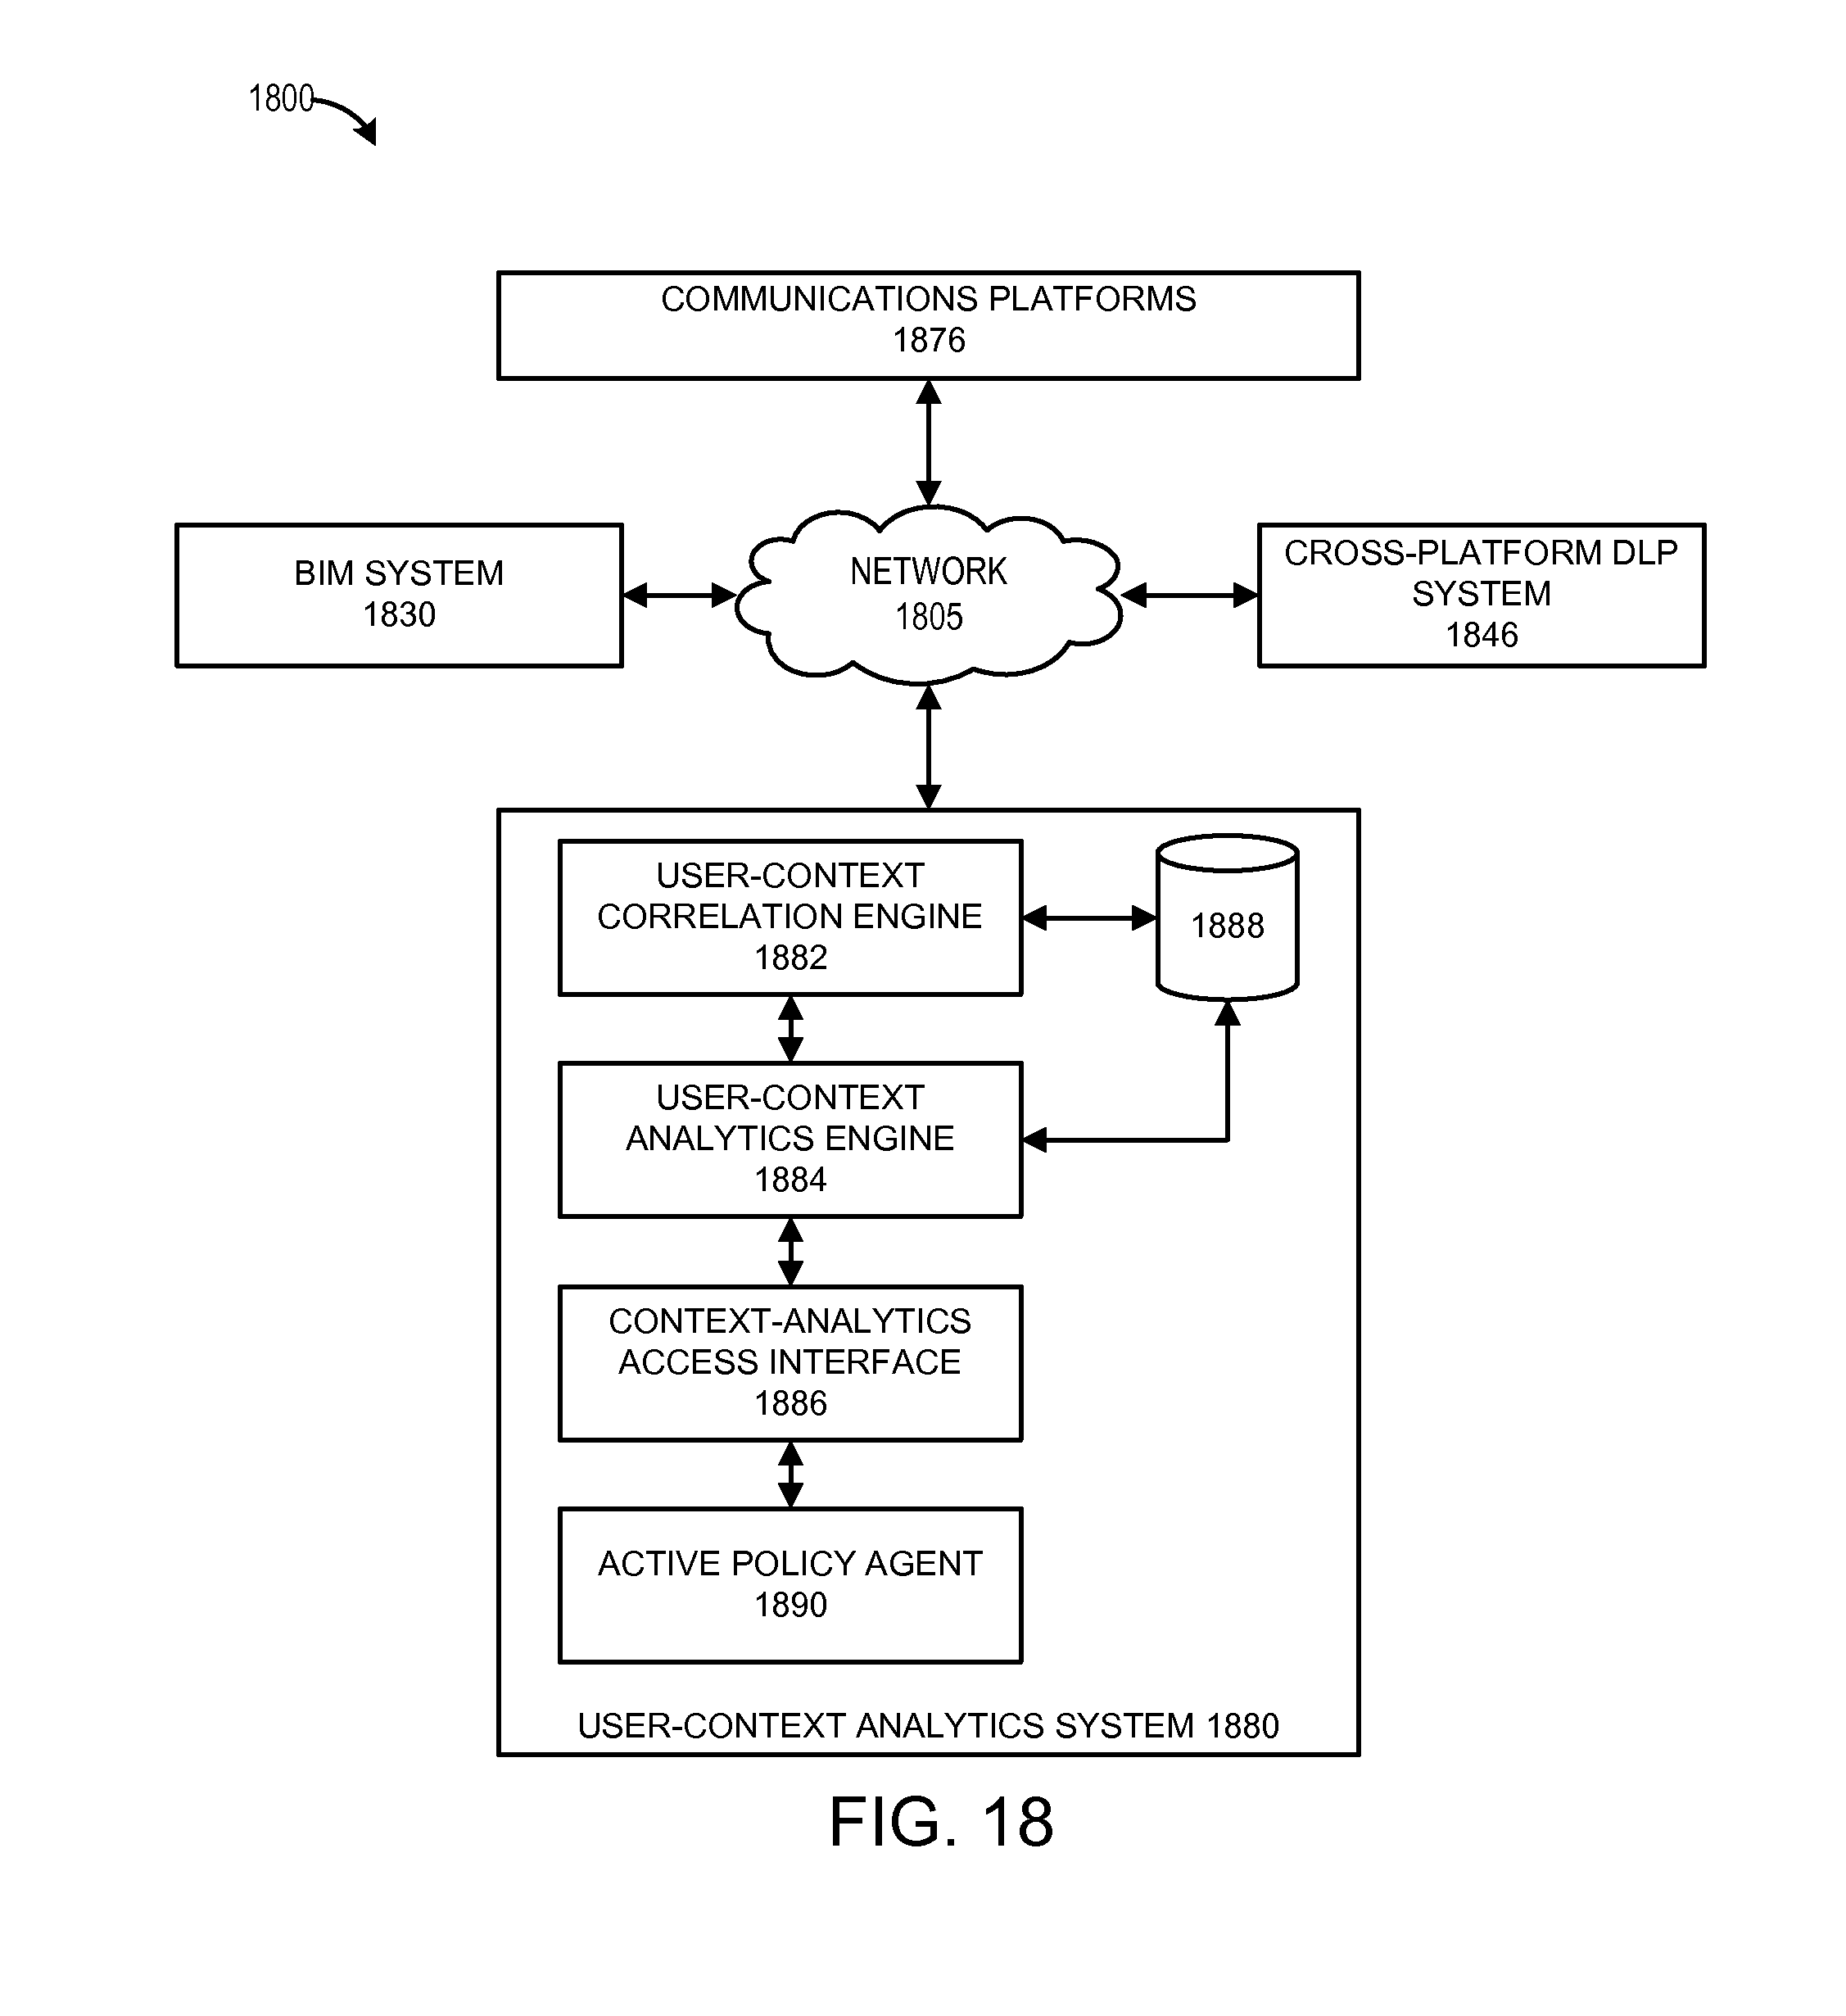 1800
COMMUNICATIONS PLATFORMS
1876
BIM SYSTEM
1830
NETWORK
1805
CROSS-PLATFORM DLP
SYSTEM
1846
USER-CONTEXT
CORRELATION ENGINE
1882
1888
USER-CONTEXT
ANALYTICS ENGINE
1884
CONTEXT-ANALYTICS
ACCESS INTERFACE
1886
ACTIVE POLICY AGENT
1890
USER-CONTEXT ANALYTICS SYSTEM 1880
FIG. 18